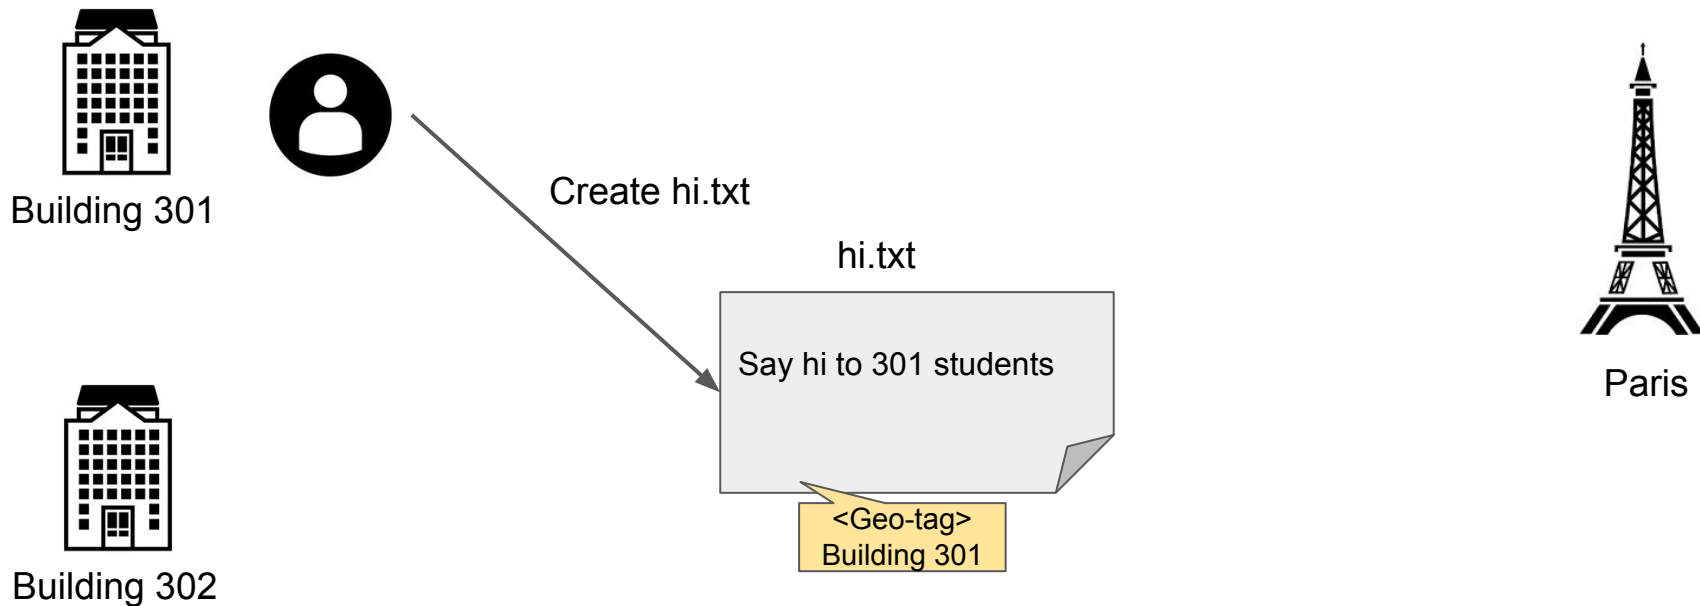 Building 301
Create hi.txt
hi.txt
Say hi to 301 students
Paris
<Geo-tag>
Building 301
Building 302